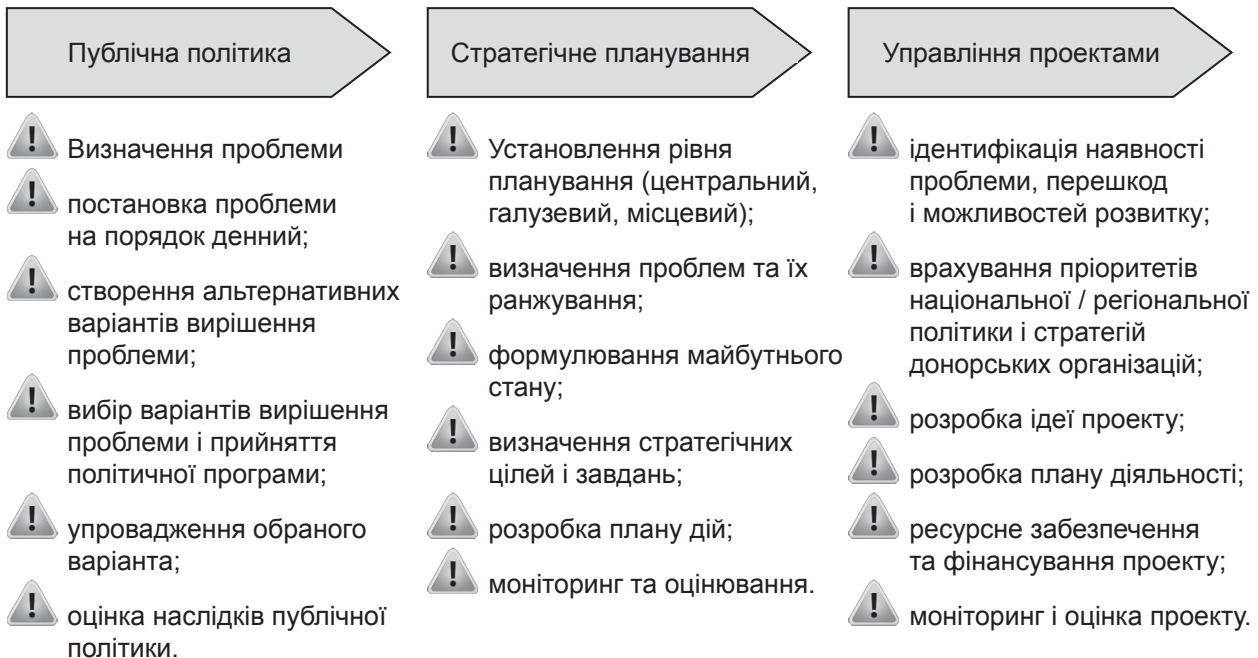 Публічна політика
Визначення проблеми
постановка проблеми
на порядок денний;
створення альтернативних
варіантів вирішення
проблеми;
вибір варіантів вирішення
проблеми і прийняття
політичної програми;
упровадження обраного
варіанта;
оцінка наслідків публічної
політики.
Стратегічне планування
Установлення рівня
планування (центральний,
галузевий, місцевий);
визначення проблем та їх
ранжування;
формулювання майбутнього
стану;
визначення стратегічних
цілей і завдань;
розробка плану дій;
моніторинг та оцінювання.
Управління проектами
ідентифікація наявності
проблеми, перешкод
і можливостей розвитку;
врахування пріоритетів
національної / регіональної
політики і стратегій
донорських організацій;
розробка ідеї проекту;
розробка плану діяльності;
ресурсне забезпечення
та фінансування проекту;
моніторинг і оцінка проекту.